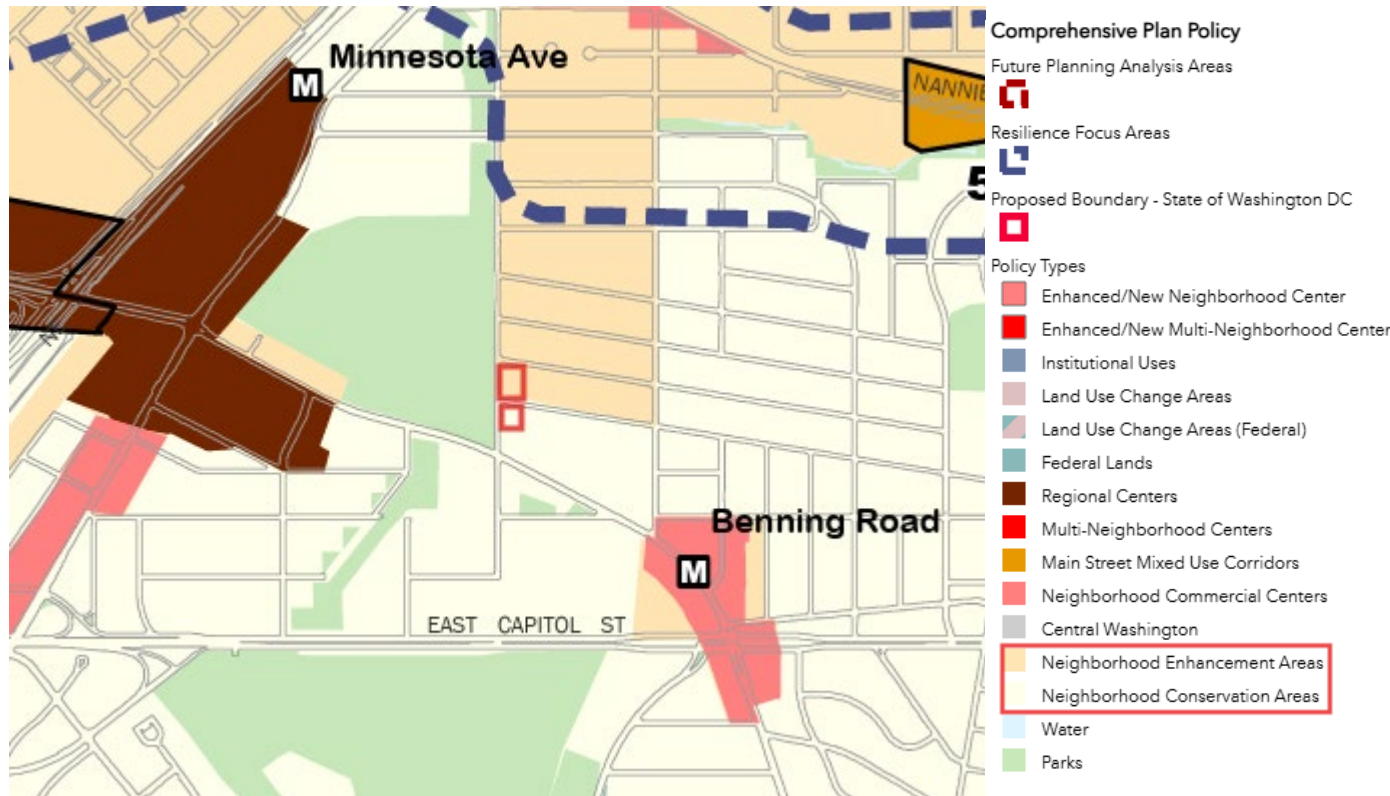 Minnesota Ave
M
NANNIE
5
Benning Road
M
EAST CAPITOL ST
Comprehensive Plan Policy
Future Planning Analysis Areas
Resilience Focus Areas
Proposed Boundary - State of Washington DC
Policy Types
Enhanced/New Neighborhood Center
Enhanced/New Multi-Neighborhood Center
Institutional Uses
Land Use Change Areas
Land Use Change Areas (Federal)
Federal Lands
Regional Centers
Multi-Neighborhood Centers
Main Street Mixed Use Corridors
Neighborhood Commercial Centers
Central Washington
Neighborhood Enhancement Areas
Neighborhood Conservation Areas
Water
Parks